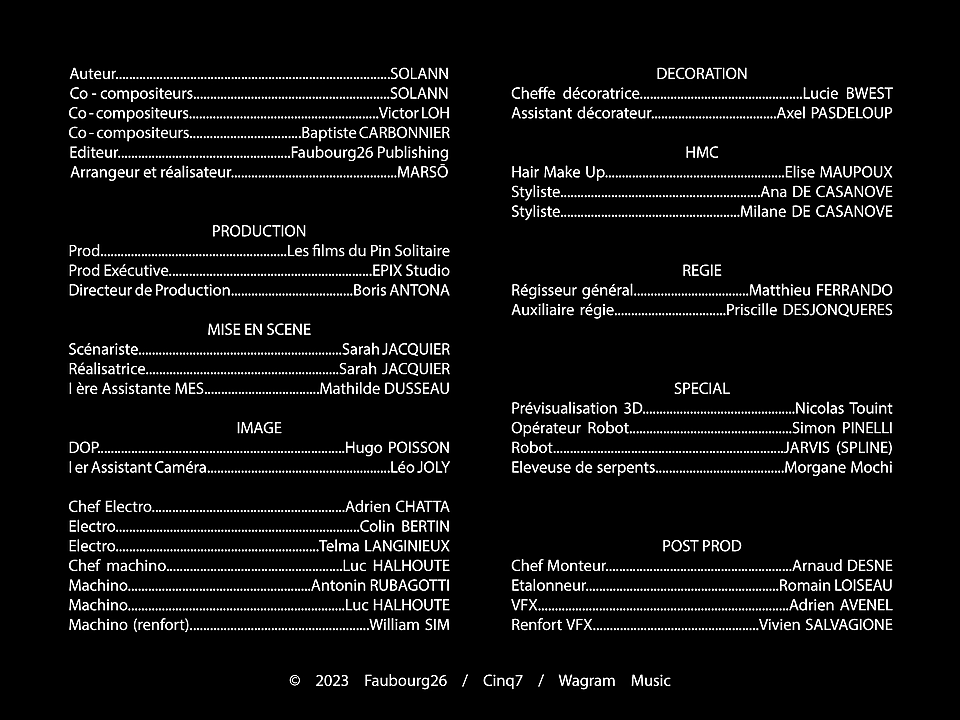 Auteur..........SOLANN
Co - compositeurs..........SOLANN
Co - compositeurs..........Victor LOH
Co - compositeurs..........Baptiste CARBONNIER
Editeur..........Faubourg26 Publishing
Arrangeur et réalisateur..........MARSŌ
PRODUCTION
Prod..........Les films du Pin Solitaire
Prod Exécutive..........EPIX Studio
Directeur de Production..........Boris ANTONA
MISE EN SCENE
Scénariste..........Sarah JACQUIER
Réalisatrice..........Sarah JACQUIER
I ère Assistante MES..........Mathilde DUSSEAU
IMAGE
DOP..........Hugo POISSON
I er Assistant Caméra..........Léo JOLY
Chef Electro..........Adrien CHATTA
Electro..........Colin BERTIN
Electro..........Telma LANGINIEUX
Chef machino..........Luc HALHOUTE
Machino..........Antonin RUBAGOTTI
Machino..........Luc HALHOUTE
Machino (renfort)..........William SIM
DECORATION
Cheffe décoratrice..........Lucie BWEST
Assistant décorateur..........Axel PASDELOUP
HMC
Hair Make Up..........Elise MAUPOUX
Styliste..........Ana DE CASANOVE
Styliste..........Milane DE CASANOVE
REGIE
Régisseur général..........Matthieu FERRANDO
Auxiliaire régie..........Priscille DESJONQUERES
SPECIAL
Prévisualisation 3D..........Nicolas Touint
Opérateur Robot..........Simon PINELLI
Robot..........JARVIS (SPLINE)
Eleveuse de serpents..........Morgane Mochi
POST PROD
Chef Monteur..........Arnaud DESNE
Etalonneur..........Romain LOISEAU
VFX..........Adrien AVENEL
Renfort VFX..........Vivien SALVAGIONE
© 2023 Faubourg26 / Cinq7 / Wagram Music